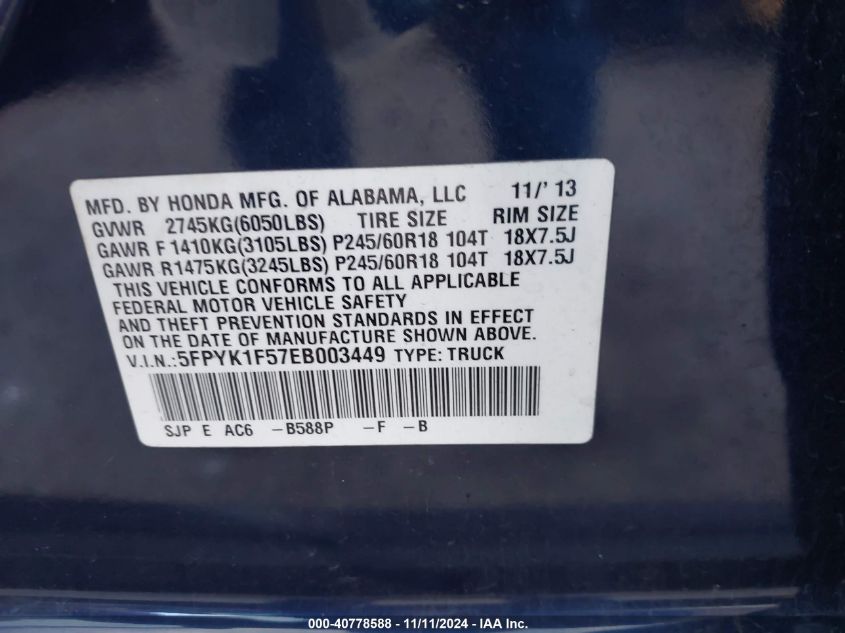 MFD. BY HONDA MFG. OF ALABAMA, LLC 11/' 13
GVWR 2745KG(6050LBS) TIRE SIZE RIM SIZE
GAWR F 1410KG(3105LBS) P245/60R18 104T 18X7.5J
GAWR R1475KG(3245LBS) P245/60R18 104T 18X7.5J
THIS VEHICLE CONFORMS TO ALL APPLICABLE
FEDERAL MOTOR VEHICLE SAFETY
AND THEFT PREVENTION STANDARDS IN EFFECT
ON THE DATE OF MANUFACTURE SHOWN ABOVE.
V.I.N.:5FPYK1F57EB003449 TYPE:TRUCK
SJP E AC6 -B588P -F -B
000-40778588 - 11/11/2024 - IAA Inc.